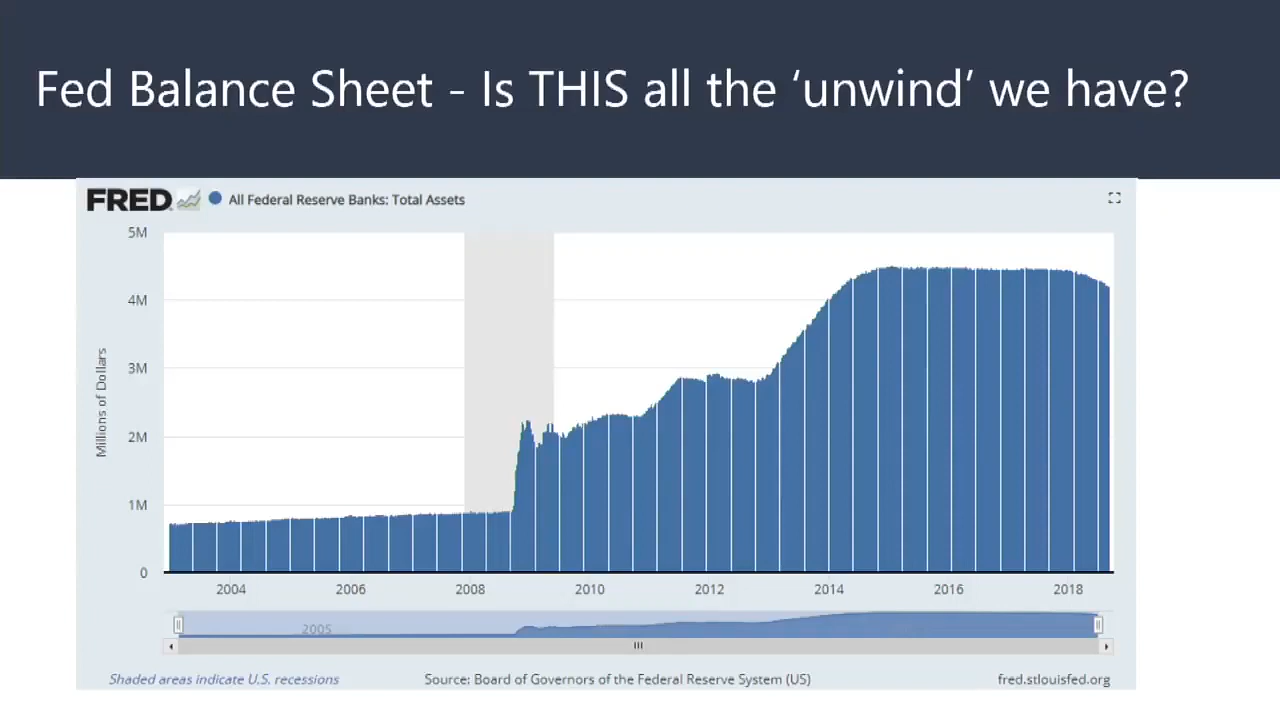 Fed Balance Sheet - Is THIS all the ‘unwind’ we have?
FRED All Federal Reserve Banks: Total Assets
5M
4M
3M
2M
1M
0
Millions of Dollars
2004 2006 2008 2010 2012 2014 2016 2018
2005
Shaded areas indicate U.S. recessions Source: Board of Governors of the Federal Reserve System (US) fred.stlouisfed.org